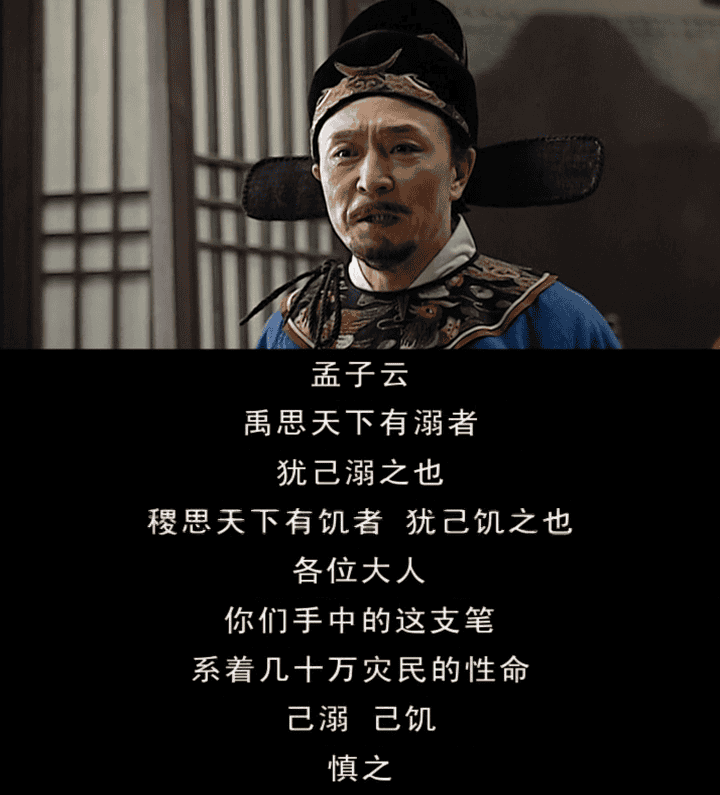 孟子云
禹思天下有溺者
犹己溺之也
稷思天下有饥者 犹己饥之也
各位大人
你们手中的这支笔
系着几十万灾民的性命
己溺 己饥
慎之